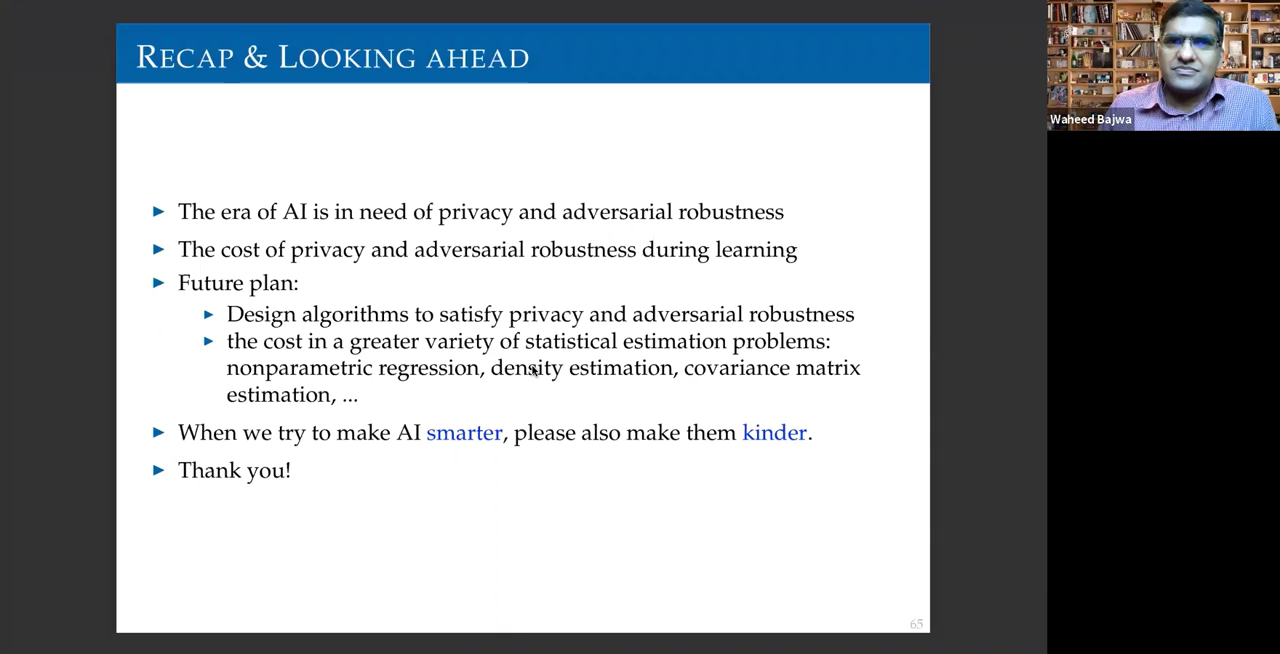 RECAP & LOOKING AHEAD
Waheed Bajwa
► The era of AI is in need of privacy and adversarial robustness
► The cost of privacy and adversarial robustness during learning
► Future plan:
► Design algorithms to satisfy privacy and adversarial robustness
► the cost in a greater variety of statistical estimation problems:
nonparametric regression, density estimation, covariance matrix
estimation, ...
► When we try to make AI smarter, please also make them kinder.
► Thank you!
65